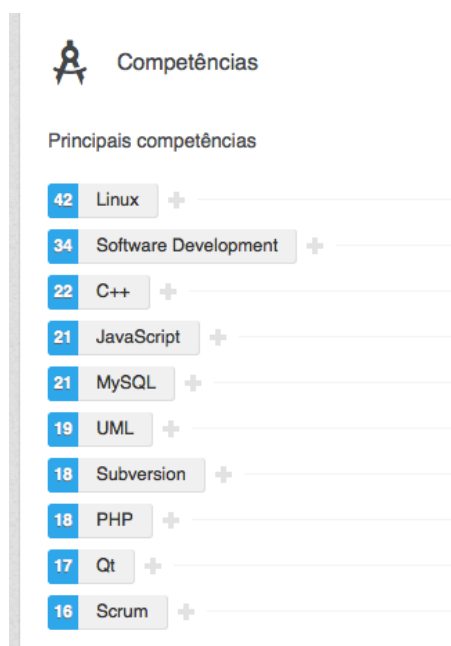 Competências
Principais competências
42 Linux
34 Software Development
22 C++
21 JavaScript
21 MySQL
19 UML
18 Subversion
18 PHP
17 Qt
16 Scrum